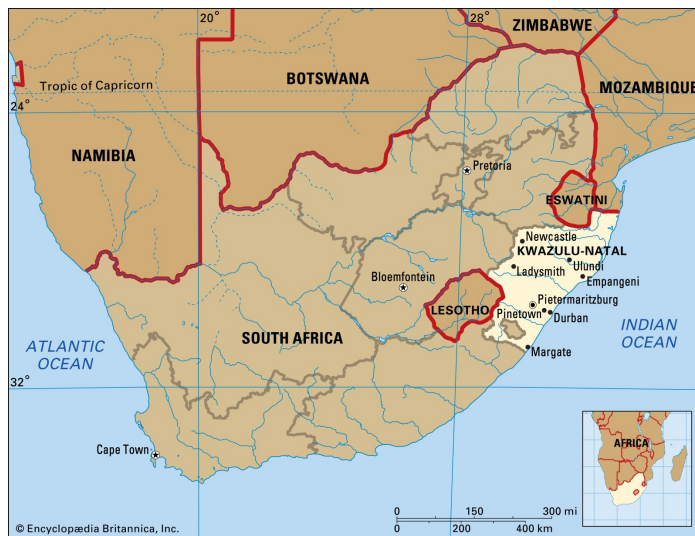 20°
28°
ZIMBABWE
BOTSWANA
MOZAMBIQUE
Tropic of Capricorn
24°
NAMIBIA
Pretoria
ESWATINI
Newcastle
KWAZULU-NATAL
Ulundi
Ladysmith
Empangeni
Bloemfontein
Pietermaritzburg
LESOTHO
Pinetown
Durban
SOUTH AFRICA
INDIAN
OCEAN
ATLANTIC
OCEAN
Margate
32°
AFRICA
Cape Town
0 150 300 mi
0 200 400 km
© Encyclopædia Britannica, Inc.